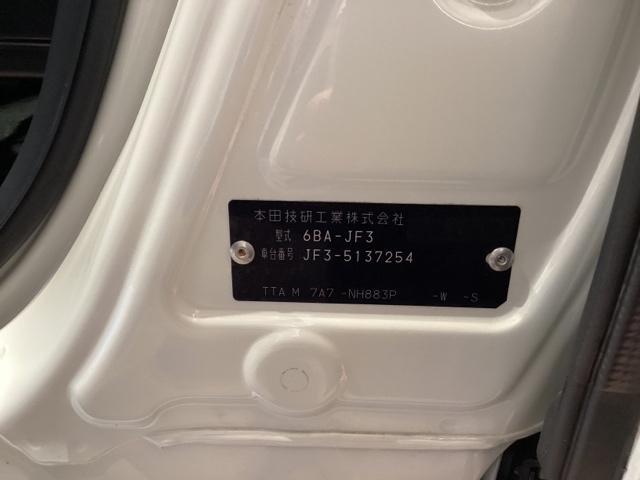 本田技研工業株式会社
型式 6BA-JF3
車台番号 JF3-5137254
TTA M 7A7 -NH883P -W -S